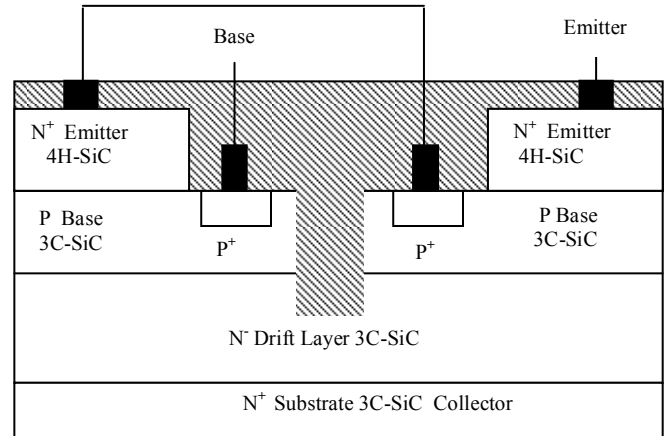 Base
Emitter
N+ Emitter
4H-SiC
N+ Emitter
4H-SiC
P Base
3C-SiC
P+
P+
P Base
3C-SiC
N- Drift Layer 3C-SiC
N+ Substrate 3C-SiC Collector